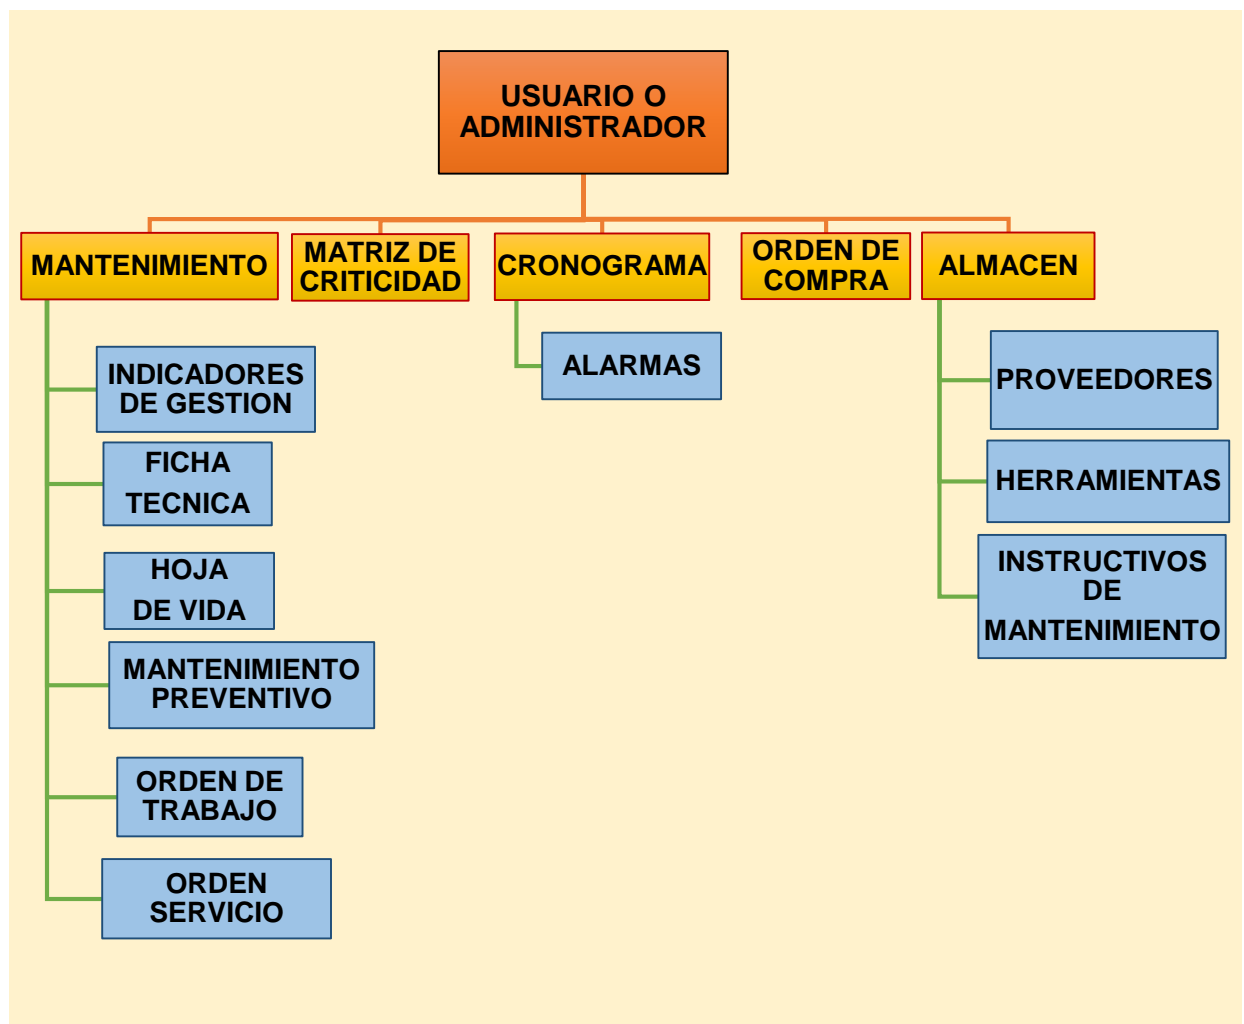 USUARIO O
ADMINISTRADOR
MANTENIMIENTO
MATRIZ DE
CRITICIDAD
CRONOGRAMA
ORDEN DE
COMPRA
ALMACEN
INDICADORES
DE GESTION
FICHA
TECNICA
HOJA
DE VIDA
MANTENIMIENTO
PREVENTIVO
ORDEN DE
TRABAJO
ORDEN
SERVICIO
ALARMAS
PROVEEDORES
HERRAMIENTAS
INSTRUCTIVOS
DE
MANTENIMIENTO